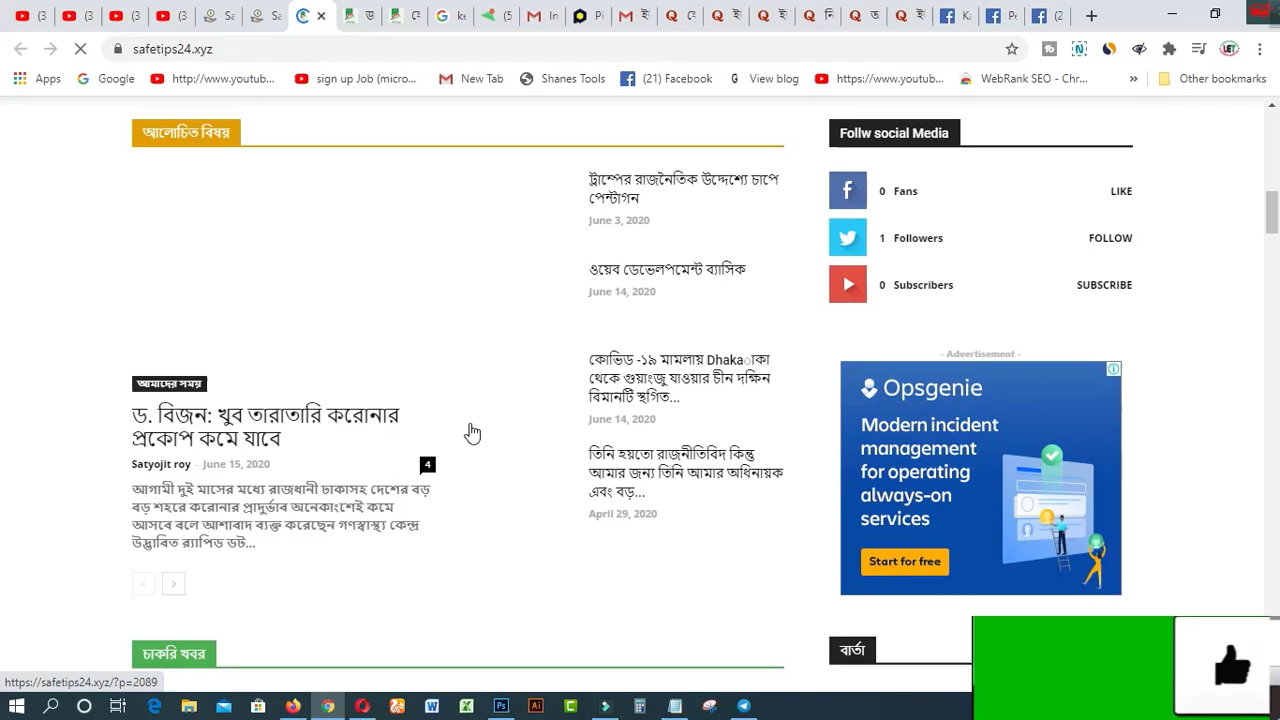 safetips24.xyz
Apps
Google
http://www.youtub...
sign up Job (micro...
New Tab
Shanes Tools
(21) Facebook
View blog
https://www.youtub...
WebRank SEO - Chr...
Other bookmarks
আলোচিত বিষয়
ট্রাম্পের রাজনৈতিক উদ্দেশ্যে চাপে
পেন্টাগন
June 3, 2020
ওয়েব ডেভেলপমেন্ট ব্যাসিক
June 14, 2020
কোভিড -১৯ মামলায় Dhakaাকা
থেকে গুয়াংজু যাওয়ার চীন দক্ষিন
বিমানটি স্থগিত...
June 14, 2020
তিনি হয়তো রাজনীতিবিদ কিন্তু
আমার জন্য তিনি আমার অধিনায়ক
এবং বড়...
April 29, 2020
আমাদের সময়
ড. বিজন: খুব তারাতারি করোনার
প্রকোপ কমে যাবে
Satyojit roy - June 15, 2020
4
আগামী দুই মাসের মধ্যে রাজধানী ঢাকাসহ দেশের বড়
বড় শহরে করোনার প্রাদুর্ভাব অনেকাংশেই কমে
আসবে বলে আশাবাদ ব্যক্ত করেছেন গণস্বাস্থ্য কেন্দ্র
উদ্ভাবিত র‍্যাপিড ডট...
চাকরি খবর
Follw social Media
0 Fans LIKE
1 Followers FOLLOW
0 Subscribers SUBSCRIBE
- Advertisement -
Opsgenie
Modern incident
management
for operating
always-on
services
Start for free
বার্তা
https://safetips24.xyz/?p=2089